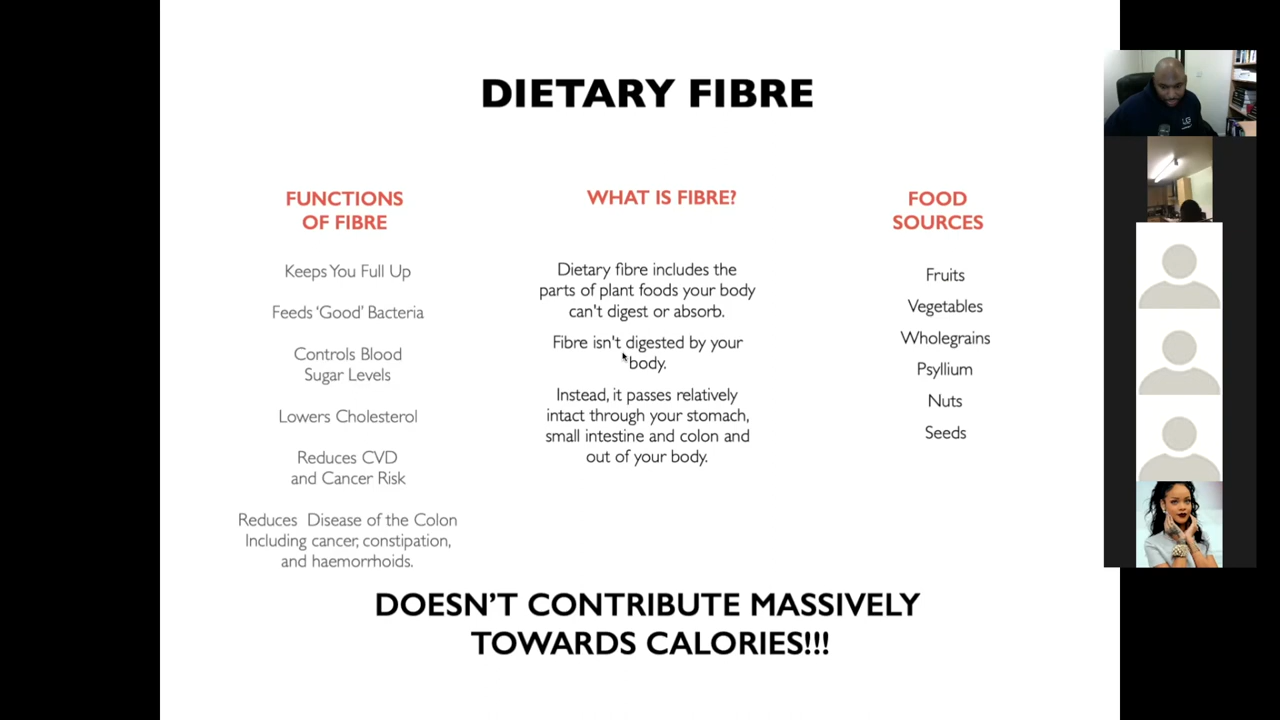 DIETARY FIBRE
FUNCTIONS
OF FIBRE
Keeps You Full Up
Feeds ‘Good’ Bacteria
Controls Blood
Sugar Levels
Lowers Cholesterol
Reduces CVD
and Cancer Risk
Reduces Disease of the Colon
Including cancer, constipation,
and haemorrhoids.
WHAT IS FIBRE?
Dietary fibre includes the
parts of plant foods your body
can't digest or absorb.
Fibre isn't digested by your
body.
Instead, it passes relatively
intact through your stomach,
small intestine and colon and
out of your body.
FOOD
SOURCES
Fruits
Vegetables
Wholegrains
Psyllium
Nuts
Seeds
DOESN’T CONTRIBUTE MASSIVELY
TOWARDS CALORIES!!!